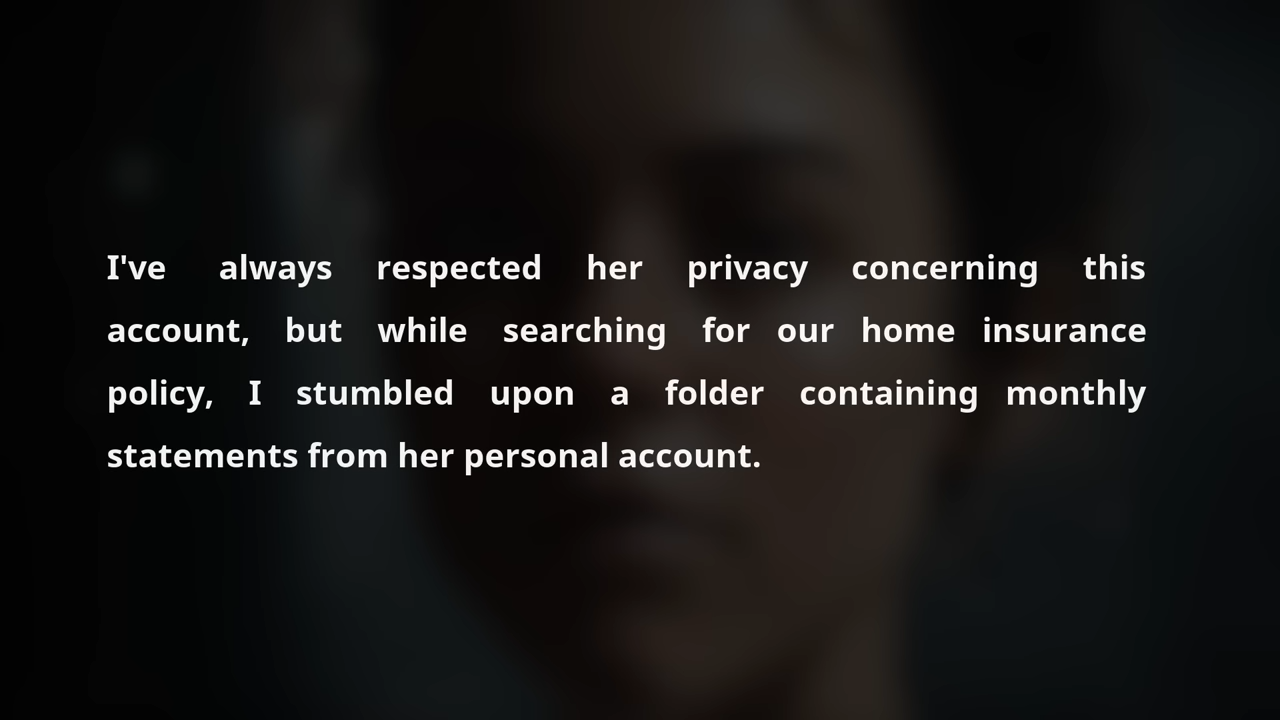 I've always respected her privacy concerning this
account, but while searching for our home insurance
policy, I stumbled upon a folder containing monthly
statements from her personal account.